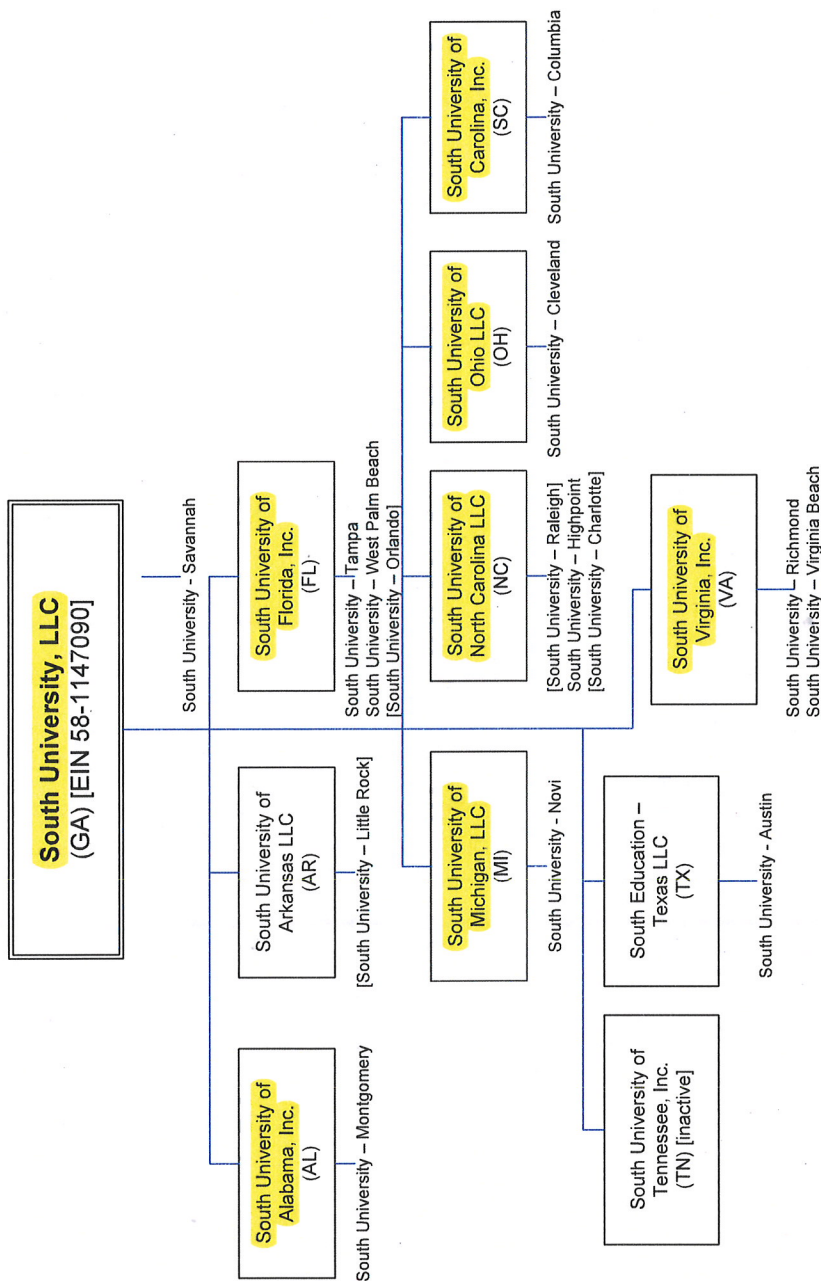 South University, LLC
(GA) [EIN 58-1147090]
South University - Savannah
South University of
Alabama, Inc.
(AL)
South University – Montgomery
South University of
Arkansas LLC
(AR)
[South University – Little Rock]
South University of
Florida, Inc.
(FL)
South University – Tampa
South University – West Palm Beach
[South University – Orlando]
South University of
Michigan, LLC
(MI)
South University - Novi
South University of
North Carolina LLC
(NC)
[South University – Raleigh]
South University – Highpoint
[South University – Charlotte]
South University of
Ohio LLC
(OH)
South University – Cleveland
South University of
Carolina, Inc.
(SC)
South University – Columbia
South University of
Tennessee, Inc.
(TN) [inactive]
South Education –
Texas LLC
(TX)
South University - Austin
South University of
Virginia, Inc.
(VA)
South University – Richmond
South University – Virginia Beach